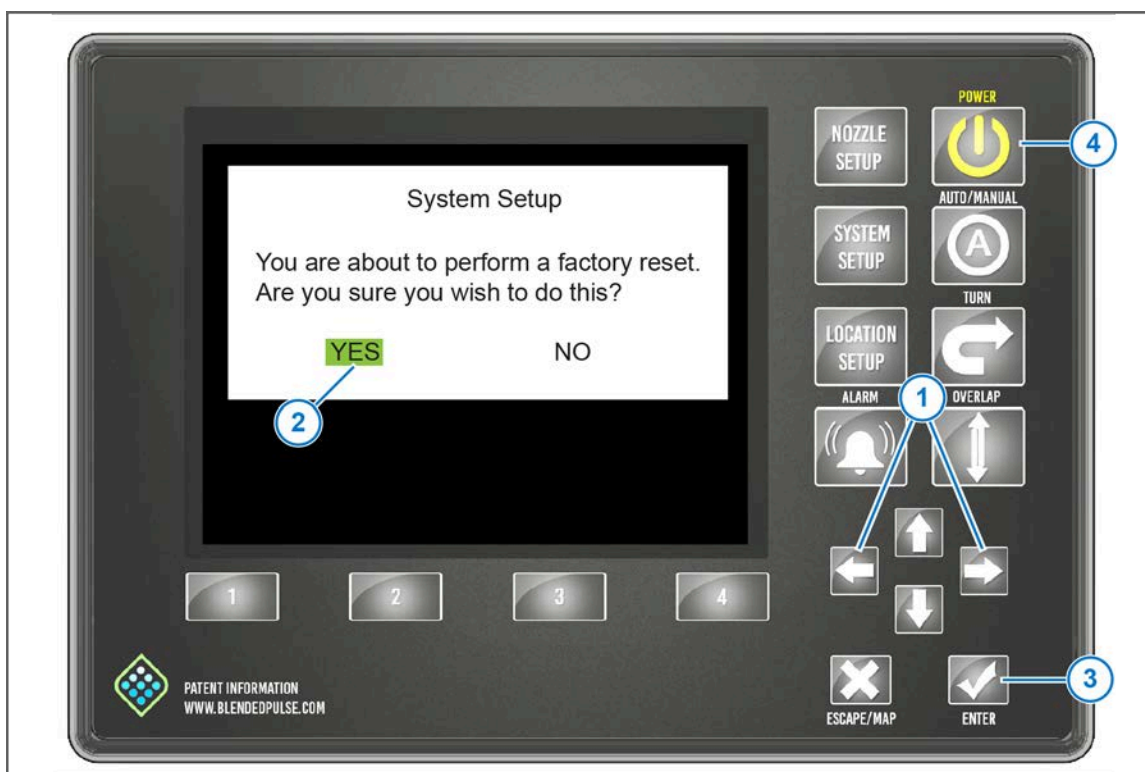 System Setup
You are about to perform a factory reset.
Are you sure you wish to do this?
YES NO
2
1 2 3 4
PATENT INFORMATION
WWW.BLENDEDPULSE.COM
POWER
NOZZLE
SETUP
4
AUTO/MANUAL
SYSTEM
SETUP
A
TURN
LOCATION
SETUP
ALARM
1
OVERLAP
3
ESCAPE/MAP
ENTER